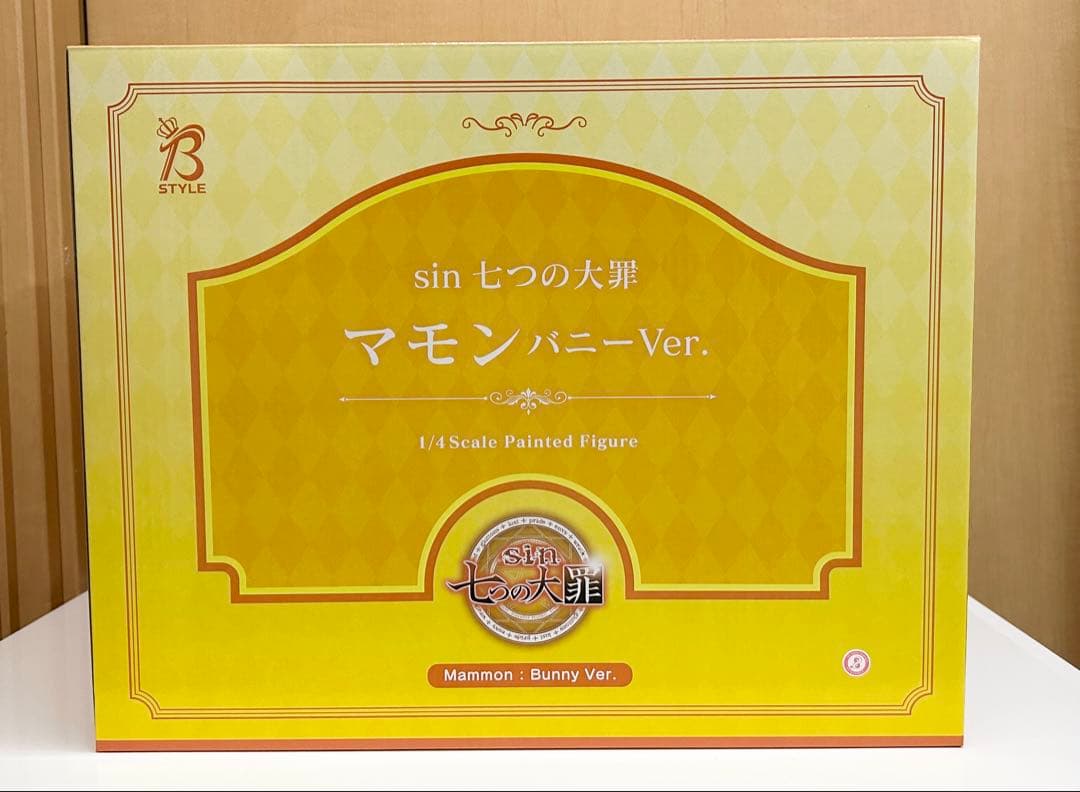 B
STYLE
sin 七つの大罪
マモンバニーVer.
1/4 Scale Painted Figure
sin
七つの大罪
Mammon : Bunny Ver.